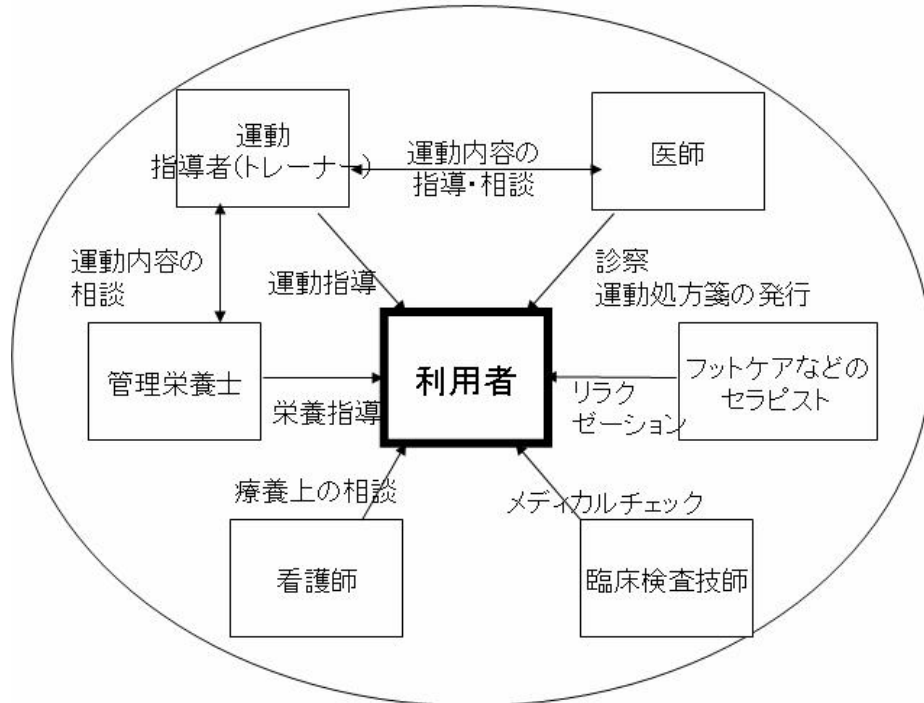 運動
指導者(トレーナー)
運動内容の
指導・相談
医師
運動内容の
相談
運動指導
診察
運動処方箋の発行
管理栄養士
栄養指導
利用者
リラク
ゼーション
フットケアなどの
セラピスト
療養上の相談
メディカルチェック
看護師
臨床検査技師